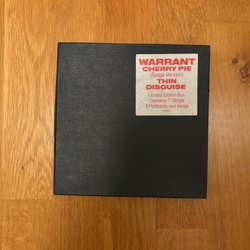 WARRANT
CHERRY PIE
(Single Version)
THIN
DISGUISE
Limited Edition Box
Contains 7" Single
3 Postcards and Badge